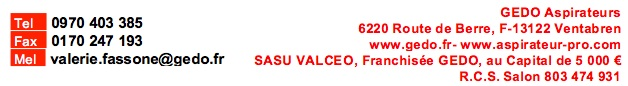 Tel 0970 403 385
Fax 0170 247 193
Mel valerie.fassone@gedo.fr
GEDO Aspirateurs
6220 Route de Berre, F-13122 Ventabren
www.gedo.fr- www.aspirateur-pro.com
SASU VALCEO, Franchisée GEDO, au Capital de 5 000 €
R.C.S. Salon 803 474 931